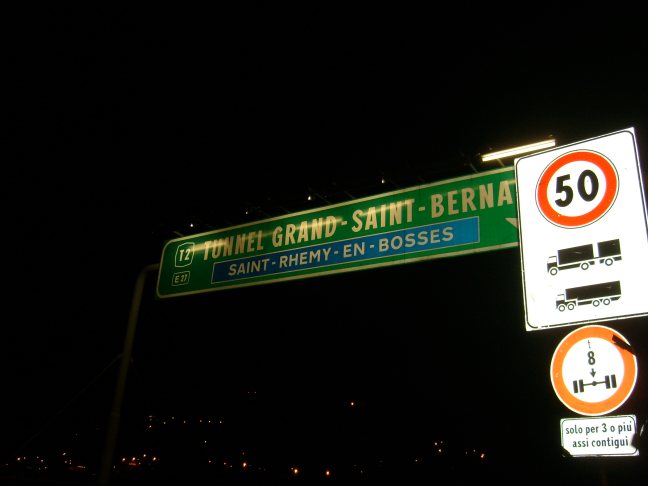 T2 TUNNEL GRAND-SAINT-BERNA
E 27 SAINT-RHEMY-EN-BOSSES
50
t
8
solo per 3 o più
assi contigui